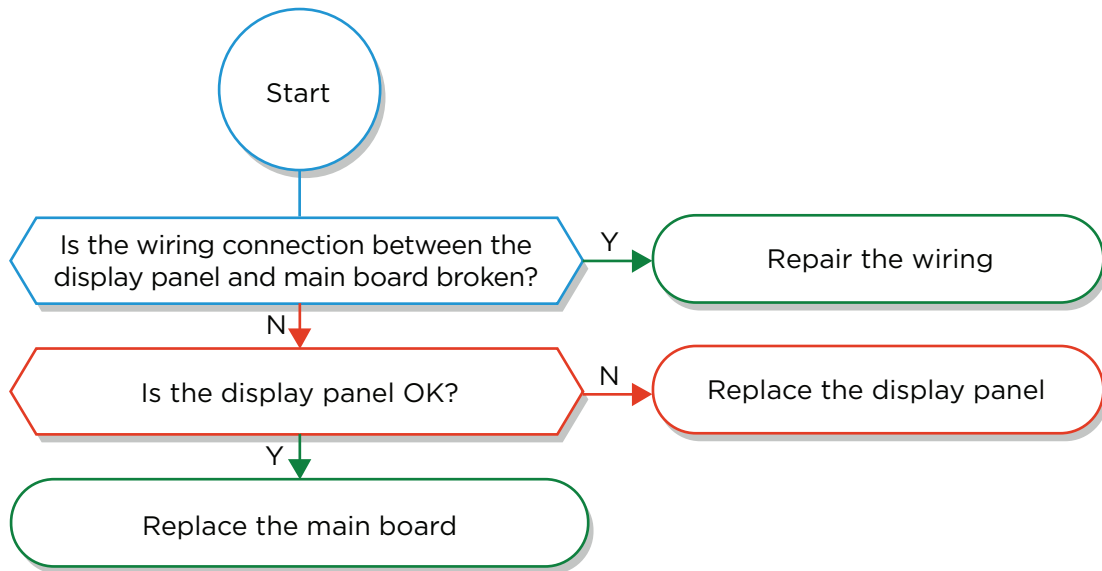 Start
Is the wiring connection between the
display panel and main board broken?
Y
Repair the wiring
N
Is the display panel OK?
N
Replace the display panel
Y
Replace the main board